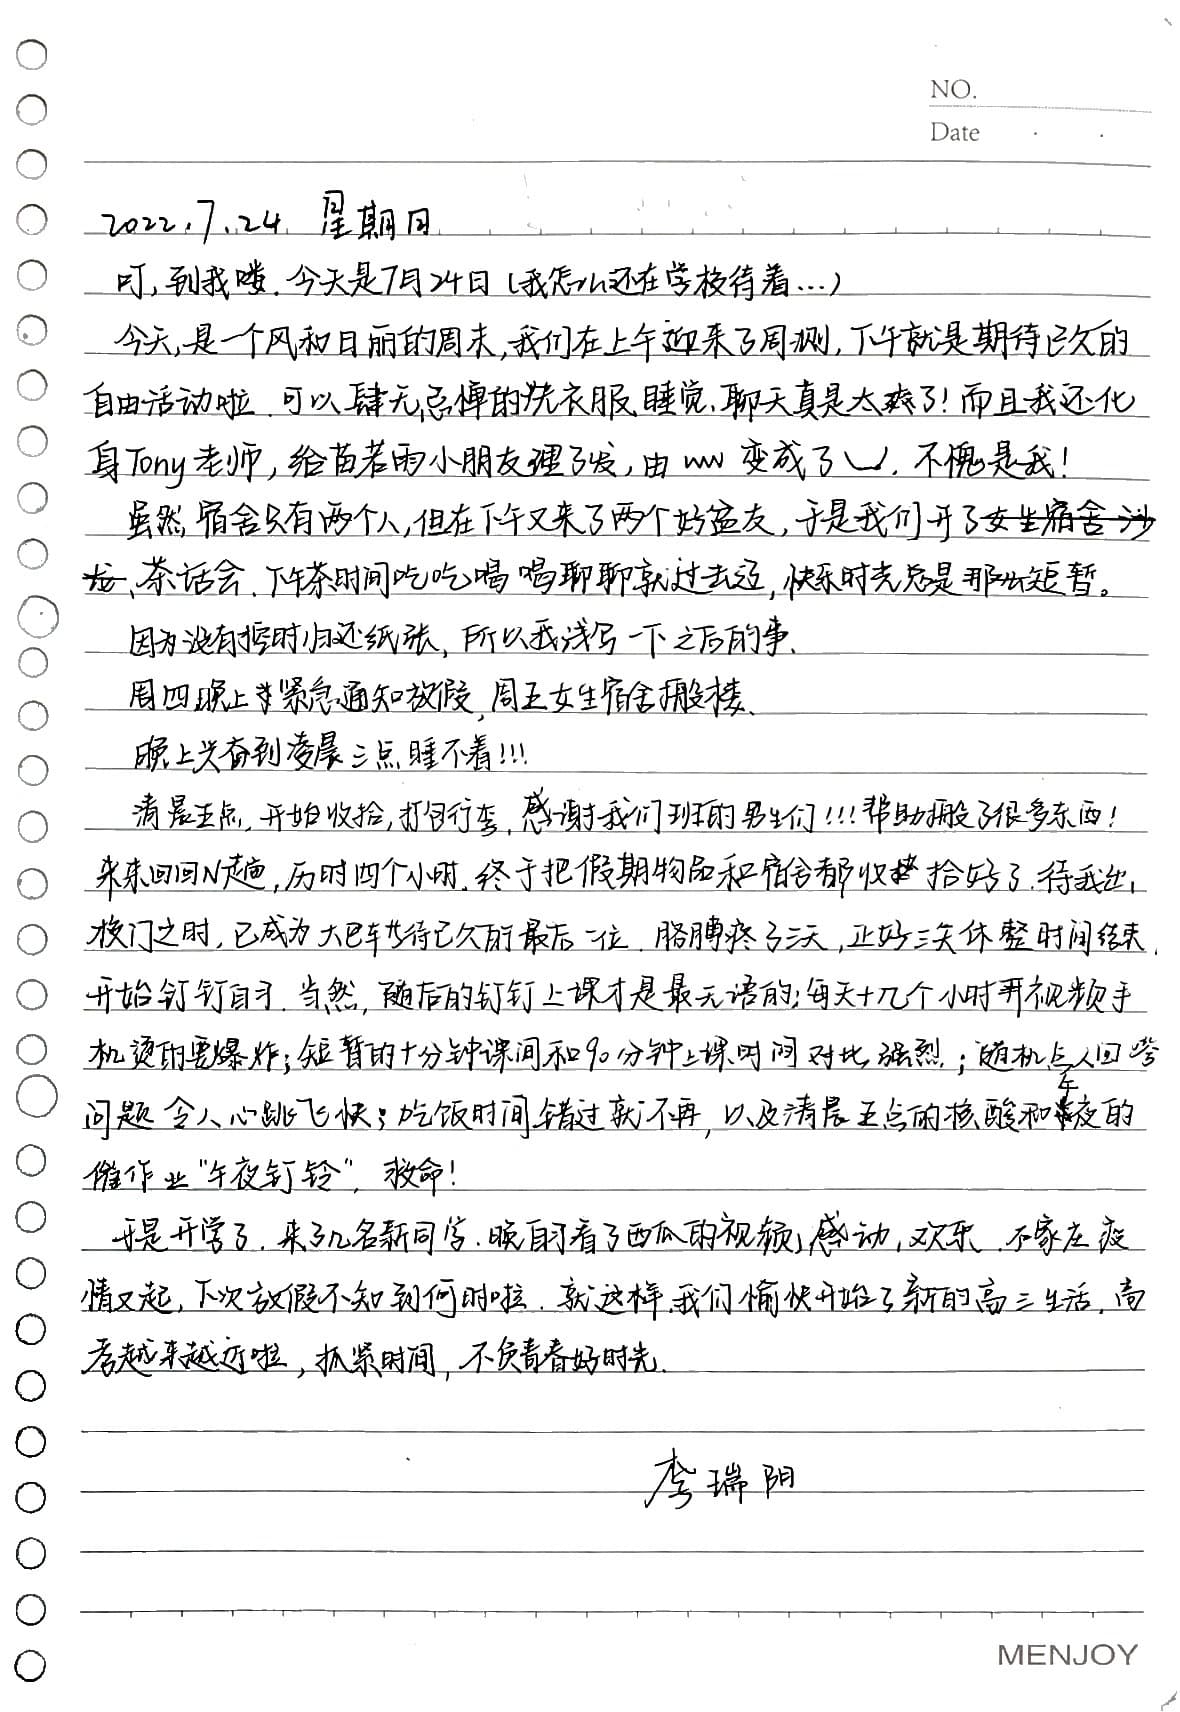 NO.
Date
2022.7.24 星期日
叮,到我喽.今天是7月24日(我怎么还在学校待着...)
今天,是一个风和日丽的周末,我们在上午迎来了周测,下午就是期待已久的
自由活动啦.可以肆无忌惮的洗衣服、睡觉、聊天真是太爽了!而且我还化
身Tony老师,给苗若雨小朋友理了发,由 变成了 . 不愧是我!
虽然宿舍只有两个人,但在下午又来了两个好盆友,于是我们开了女生宿舍沙
龙、茶话会.下午茶时间吃吃喝喝聊聊就过去辽,快乐时光总是那么短暂。
因为没有按时归还纸张,所以我浅写一下之后的事.
周四晚上紧急通知放假,周五女生宿舍搬楼.
晚上兴奋到凌晨三点睡不着!!!
清晨五点,开始收拾,打包行李,感谢我们班的男生们!!!帮助搬了很多东西!
来来回回N趟,历时四个小时.终于把假期物品和宿舍都收拾好了.待我出
校门之时,已成为大巴车等待已久的最后一位.胳膊疼了三天,正好三天休整时间结束,
开始钉钉自习.当然,随后的钉钉上课才是最无语的;每天十几个小时开视频手
机烫的要爆炸;短暂的十分钟课间和90分钟上课时间对比强烈;随机点人回答
问题令人心跳飞快;吃饭时间错过就不再,以及清晨五点的核酸和午夜的
催作业"午夜钉铃",救命!
于是开学了.来了几名新同学.晚自习看了西瓜的视频,感动,欢乐.石家庄疫
情又起,下次放假不知到何时啦.就这样,我们愉快开始了新的高三生活,高
考越来越近啦,抓紧时间,不负青春好时光.
李瑞阳
MENJOY